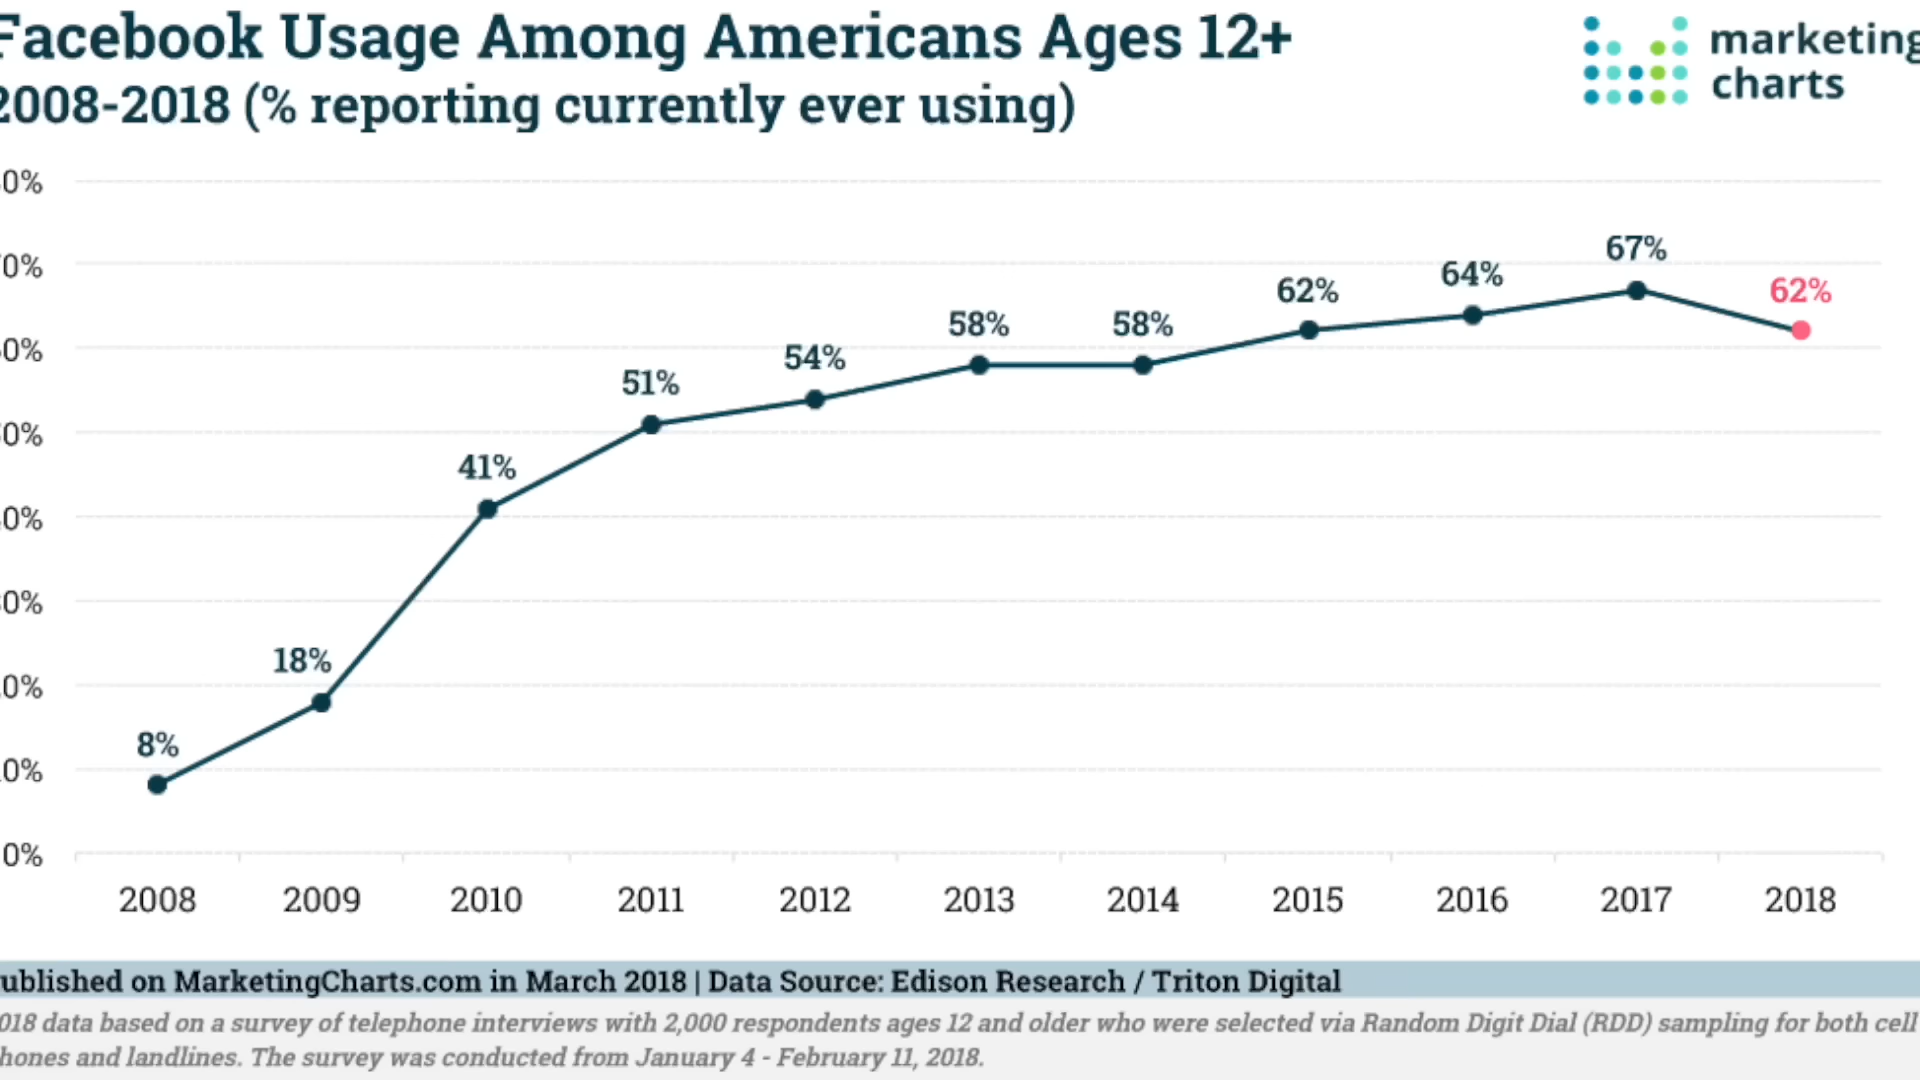 Facebook Usage Among Americans Ages 12+
2008-2018 (% reporting currently ever using)
marketing
charts
0%
0%
0%
0%
0%
0%
0%
0%
0%
8%
18%
41%
51%
54%
58%
58%
62%
64%
67%
62%
2008 2009 2010 2011 2012 2013 2014 2015 2016 2017 2018
ublished on MarketingCharts.com in March 2018 | Data Source: Edison Research / Triton Digital
018 data based on a survey of telephone interviews with 2,000 respondents ages 12 and older who were selected via Random Digit Dial (RDD) sampling for both cell
hones and landlines. The survey was conducted from January 4 - February 11, 2018.